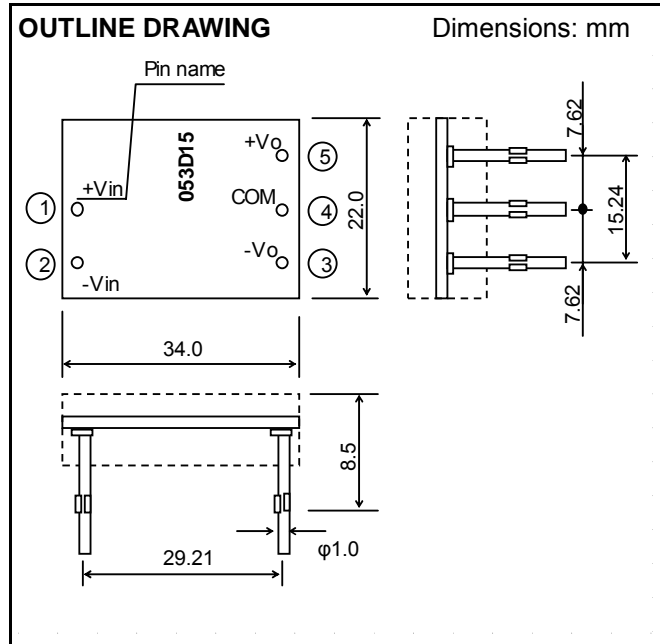 OUTLINE DRAWING Dimensions: mm
Pin name
053D15
+Vo
⑤
① +Vin
COM
④
② -Vin
-Vo
③
22.0
34.0
7.62
15.24
7.62
8.5
φ1.0
29.21